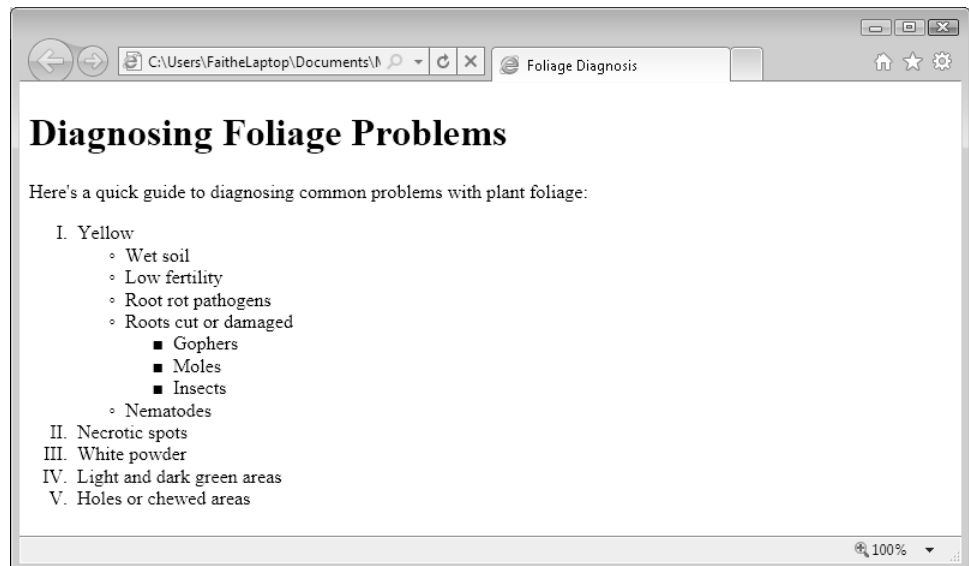 C:\Users\FaitheLaptop\Documents\
Foliage Diagnosis
Diagnosing Foliage Problems
Here's a quick guide to diagnosing common problems with plant foliage:
I. Yellow
◦ Wet soil
◦ Low fertility
◦ Root rot pathogens
◦ Roots cut or damaged
■ Gophers
■ Moles
■ Insects
◦ Nematodes
II. Necrotic spots
III. White powder
IV. Light and dark green areas
V. Holes or chewed areas
100%